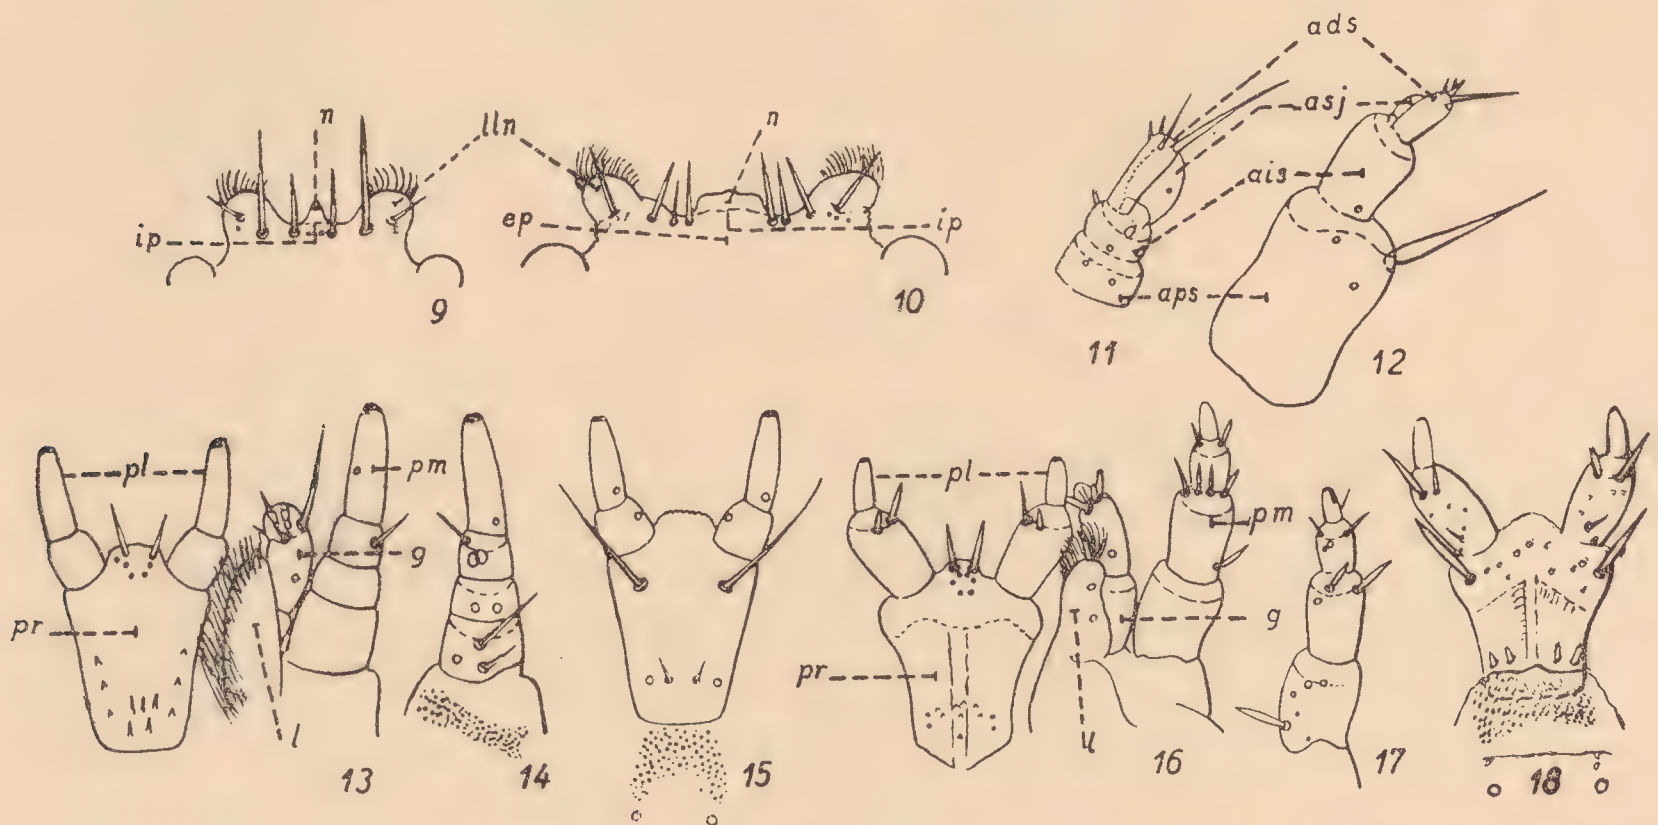 n lln n
ip ep ip
9 10
ads
asj
ais
aps
11 12
pl pm
g
pr
l
13 14 15
pl pm
g
pr
l
16 17 18